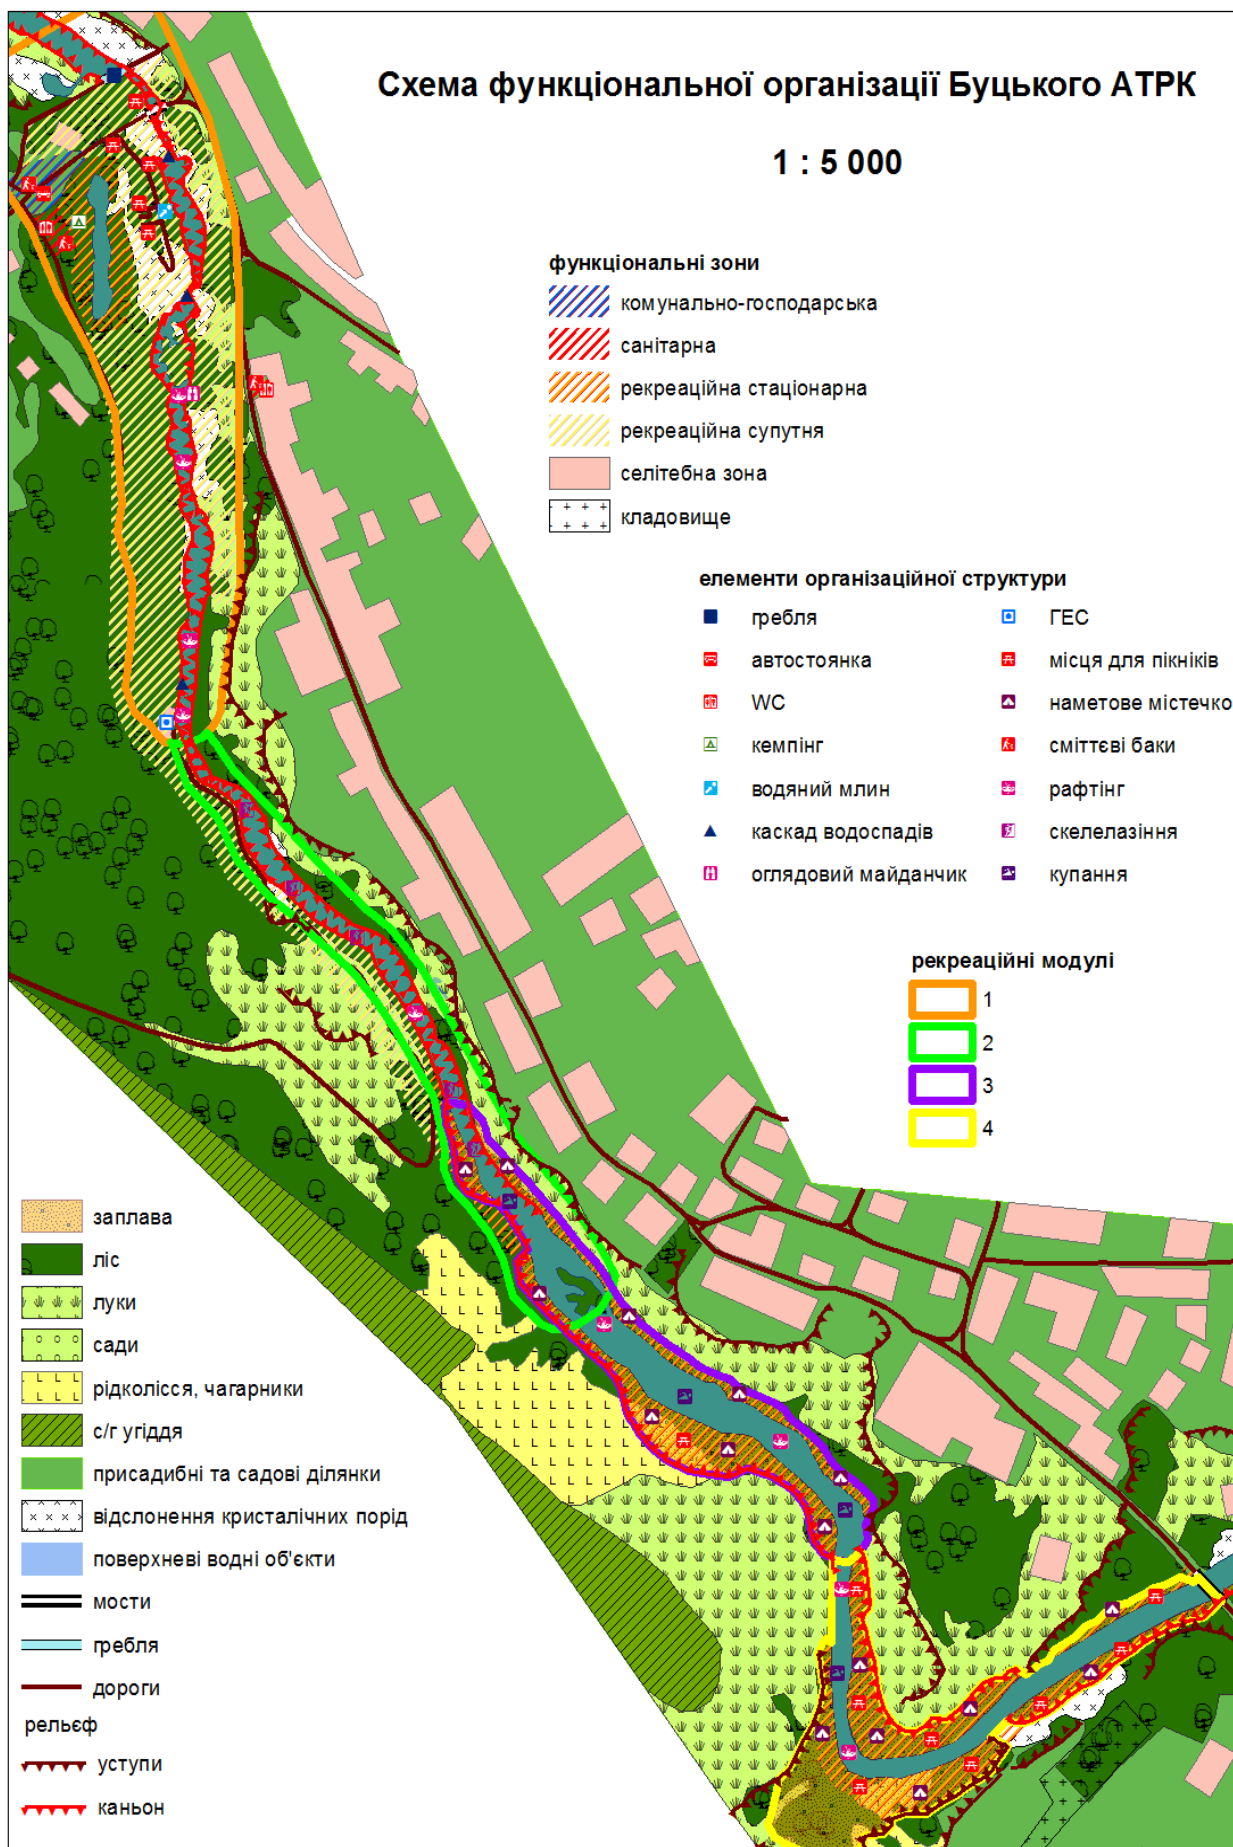 Схема функціональної організації Буцького АТРК
1 : 5 000
функціональні зони
комунально-господарська
санітарна
рекреаційна стаціонарна
рекреаційна супутня
селітебна зона
кладовище
елементи організаційної структури
гребля
ГЕС
автостоянка
місця для пікніків
WC
наметове містечко
кемпінг
сміттєві баки
водяний млин
рафтінг
каскад водоспадів
скелелазіння
оглядовий майданчик
купання
рекреаційні модулі
1
2
3
4
заплава
ліс
луки
сади
рідколісся, чагарники
с/г угіддя
присадибні та садові ділянки
відслонення кристалічних порід
поверхневі водні об'єкти
мости
гребля
дороги
рельєф
уступи
каньон